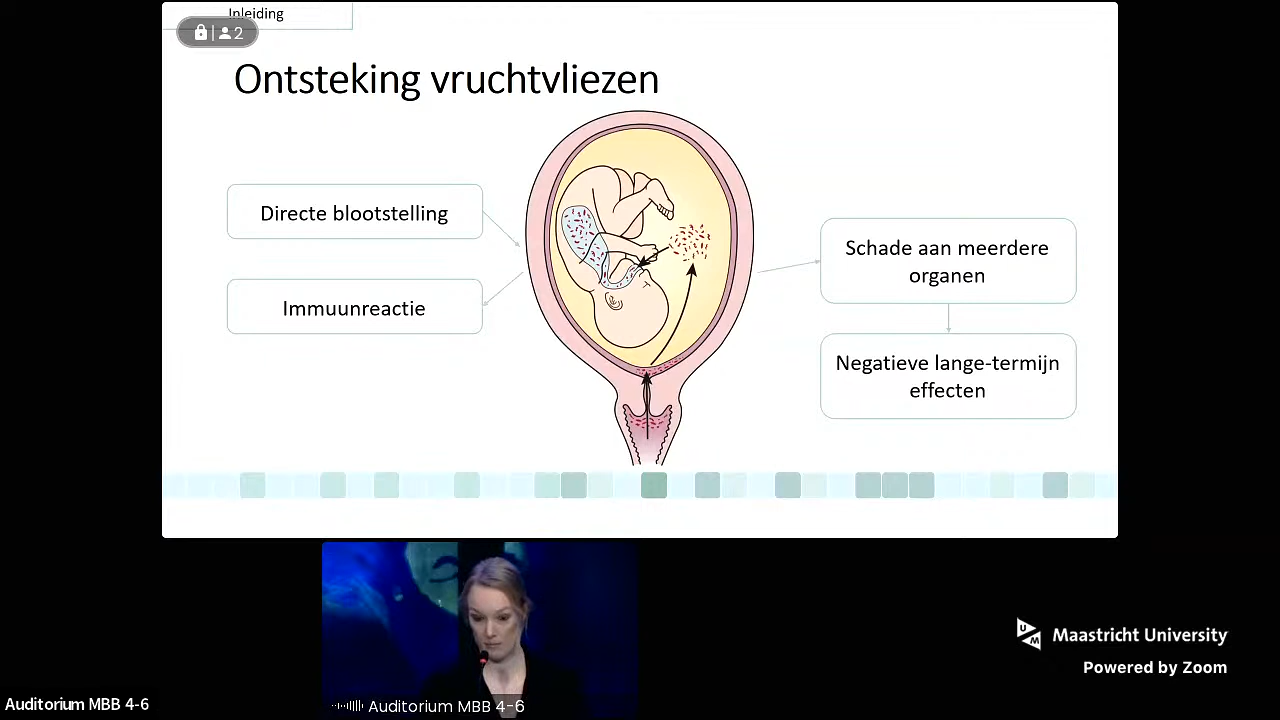 Inleiding
2
Ontsteking vruchtvliezen
Directe blootstelling
Immuunreactie
Schade aan meerdere
organen
Negatieve lange-termijn
effecten
UM
Maastricht University
Powered by Zoom
Auditorium MBB 4-6
Auditorium MBB 4-6